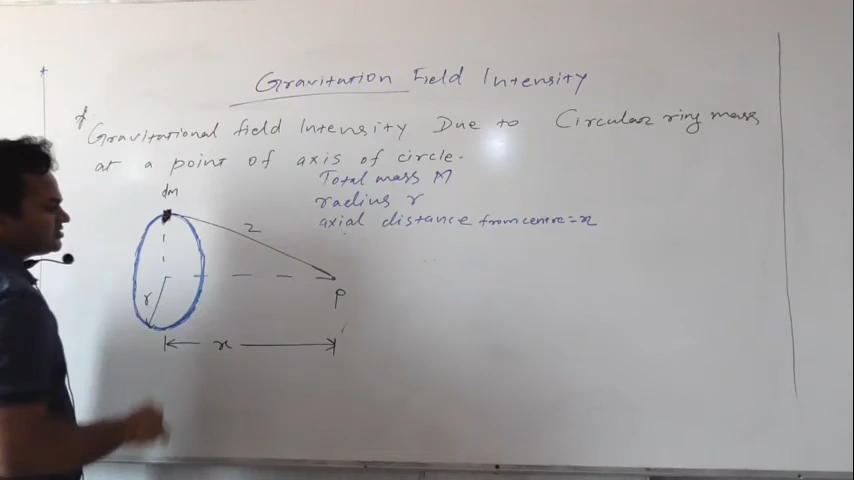 Gravitation Field Intensity
* Gravitational field Intensity Due to Circular ring mass
at a point of axis of circle.
Total mass M
radius r
axial distance from centre = x
dm
z
r
P
x